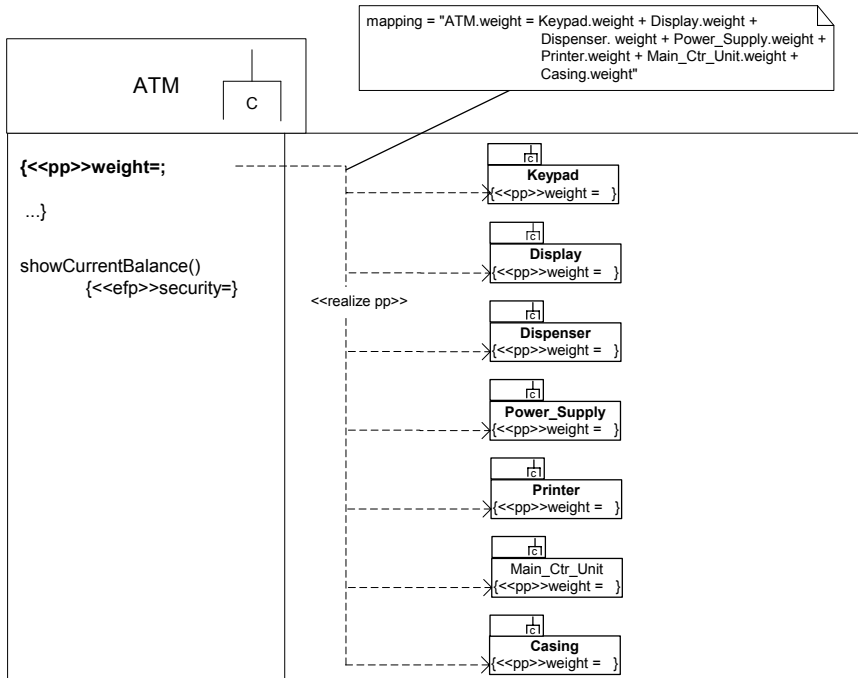 mapping = "ATM.weight = Keypad.weight + Display.weight +
Dispenser. weight + Power_Supply.weight +
Printer.weight + Main_Ctr_Unit.weight +
Casing.weight"
ATM
C
{<<pp>>weight=;
...}
showCurrentBalance()
{<<efp>>security=}
<<realize pp>>
C
Keypad
{<<pp>>weight = }
C
Display
{<<pp>>weight = }
C
Dispenser
{<<pp>>weight = }
C
Power_Supply
{<<pp>>weight = }
C
Printer
{<<pp>>weight = }
C
Main_Ctr_Unit
{<<pp>>weight = }
C
Casing
{<<pp>>weight = }